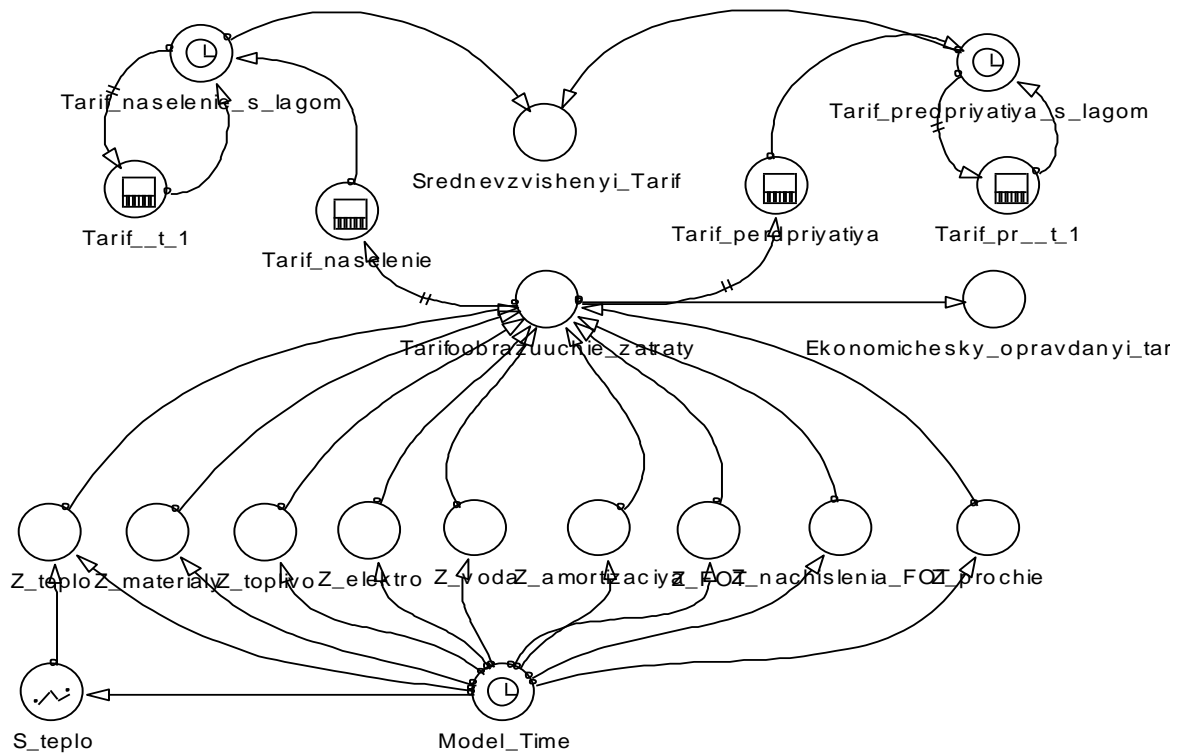 Tarif_naselenie_s_lagom
Tarif_predpriyatiya_s_lagom
Srednevzvishenyi_Tarif
Tarif__t_1
Tarif_naselenie
Tarif_perdpriyatiya
Tarif_pr__t_1
Tarifoobrazuuchie_zatraty
Ekonomichesky_opravdanyi_tar
Z_teplo
Z_materialy
Z_toplivo
Z_elektro
Z_voda
Z_amortizaciya
Z_FOT
Z_nachislenia_FOT
Z_prochie
S_teplo
Model_Time